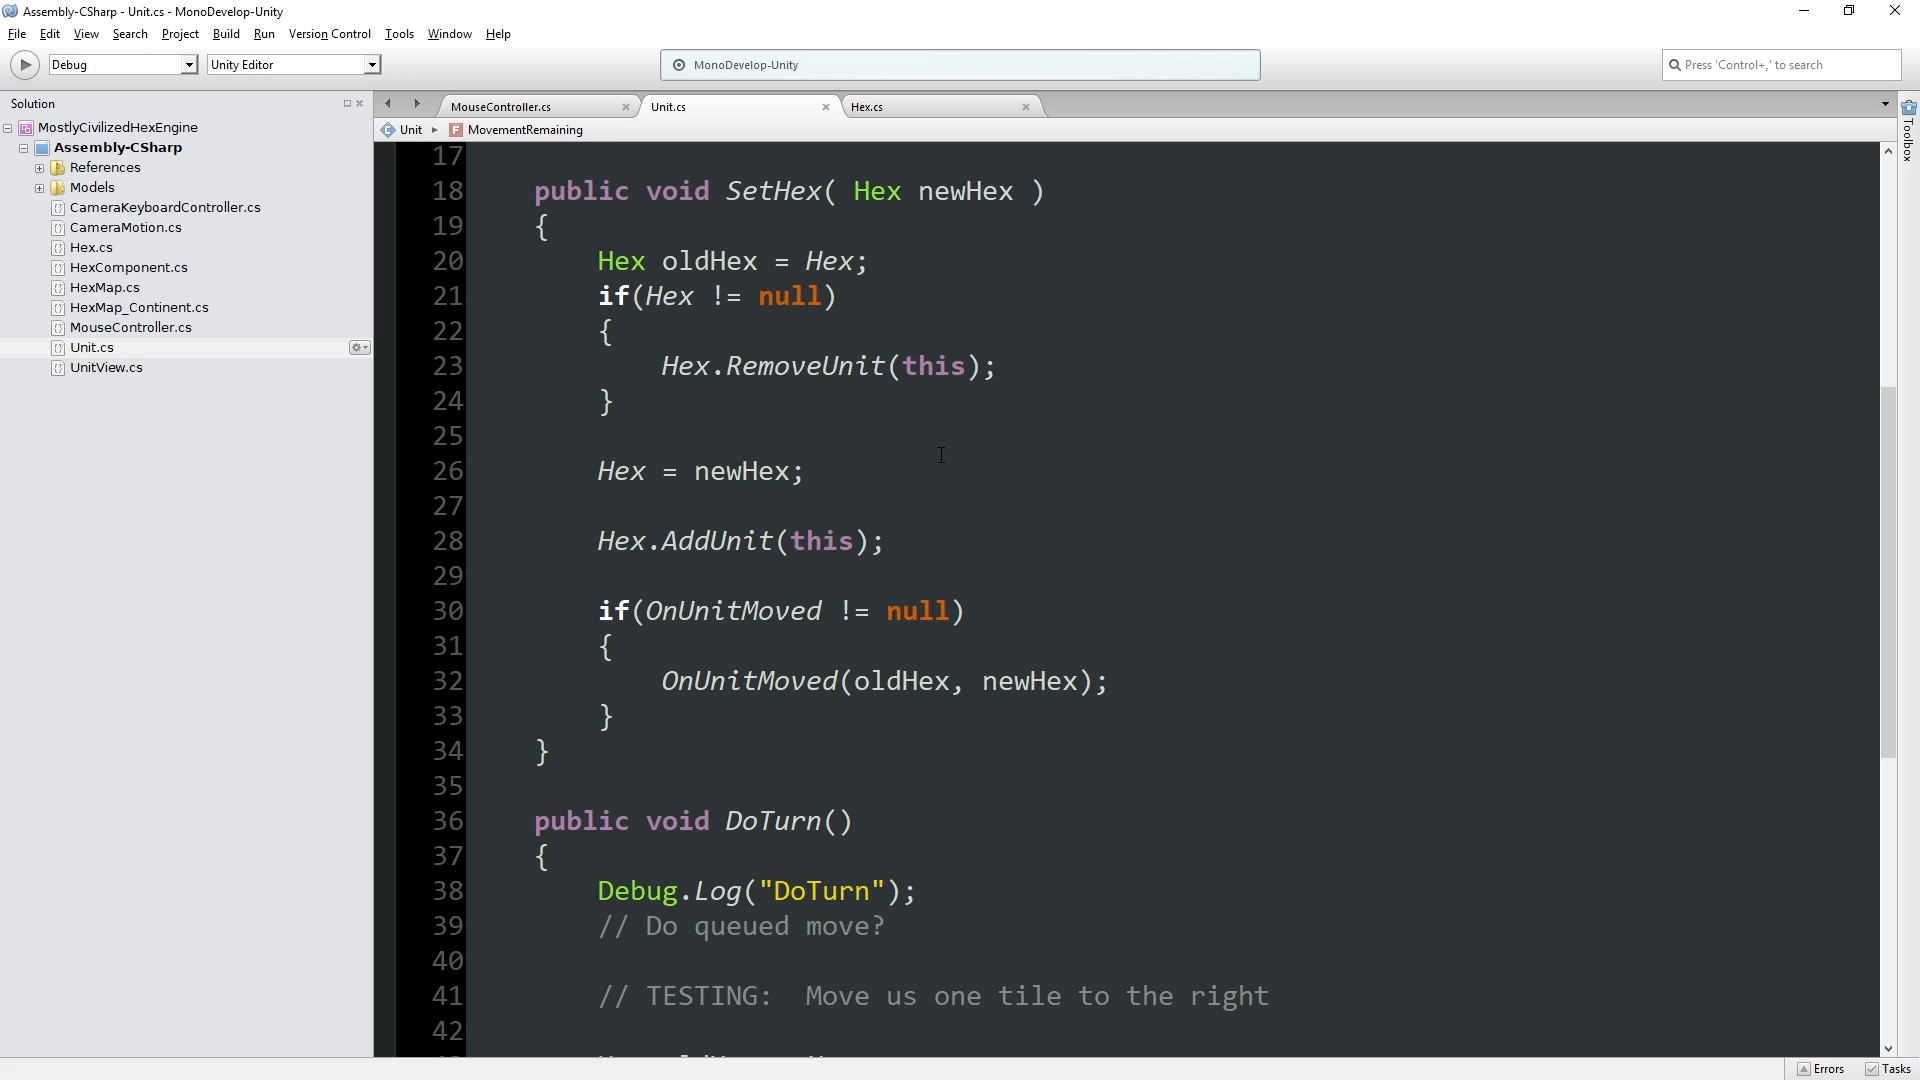 Assembly-CSharp - Unit.cs - MonoDevelop-Unity
File Edit View Search Project Build Run Version Control Tools Window Help
Debug Unity Editor MonoDevelop-Unity Press 'Control+,' to search
Solution
MostlyCivilizedHexEngine
Assembly-CSharp
References
Models
CameraKeyboardController.cs
CameraMotion.cs
Hex.cs
HexComponent.cs
HexMap.cs
HexMap_Continent.cs
MouseController.cs
Unit.cs
UnitView.cs
MouseController.cs Unit.cs Hex.cs
Unit MovementRemaining
17
18 public void SetHex( Hex newHex )
19 {
20 Hex oldHex = Hex;
21 if(Hex != null)
22 {
23 Hex.RemoveUnit(this);
24 }
25
26 Hex = newHex;
27
28 Hex.AddUnit(this);
29
30 if(OnUnitMoved != null)
31 {
32 OnUnitMoved(oldHex, newHex);
33 }
34 }
35
36 public void DoTurn()
37 {
38 Debug.Log("DoTurn");
39 // Do queued move?
40
41 // TESTING:  Move us one tile to the right
42
Toolbox
Errors Tasks